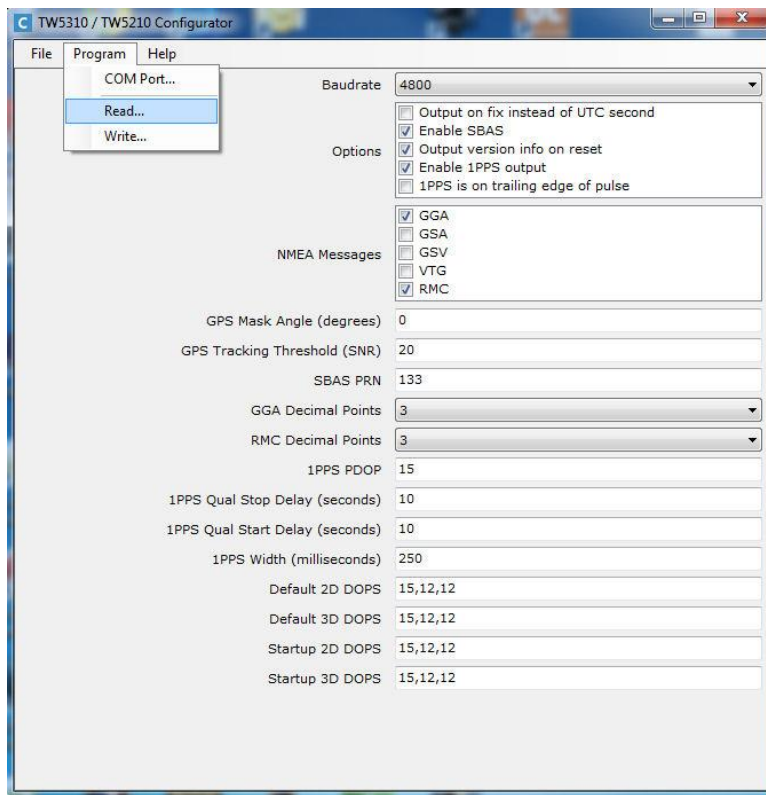 C TW5310 / TW5210 Configurator
File Program Help
COM Port...
Read...
Write...
Baudrate 4800
Options
Output on fix instead of UTC second
Enable SBAS
Output version info on reset
Enable 1PPS output
1PPS is on trailing edge of pulse
NMEA Messages
GGA
GSA
GSV
VTG
RMC
GPS Mask Angle (degrees) 0
GPS Tracking Threshold (SNR) 20
SBAS PRN 133
GGA Decimal Points 3
RMC Decimal Points 3
1PPS PDOP 15
1PPS Qual Stop Delay (seconds) 10
1PPS Qual Start Delay (seconds) 10
1PPS Width (milliseconds) 250
Default 2D DOPS 15,12,12
Default 3D DOPS 15,12,12
Startup 2D DOPS 15,12,12
Startup 3D DOPS 15,12,12